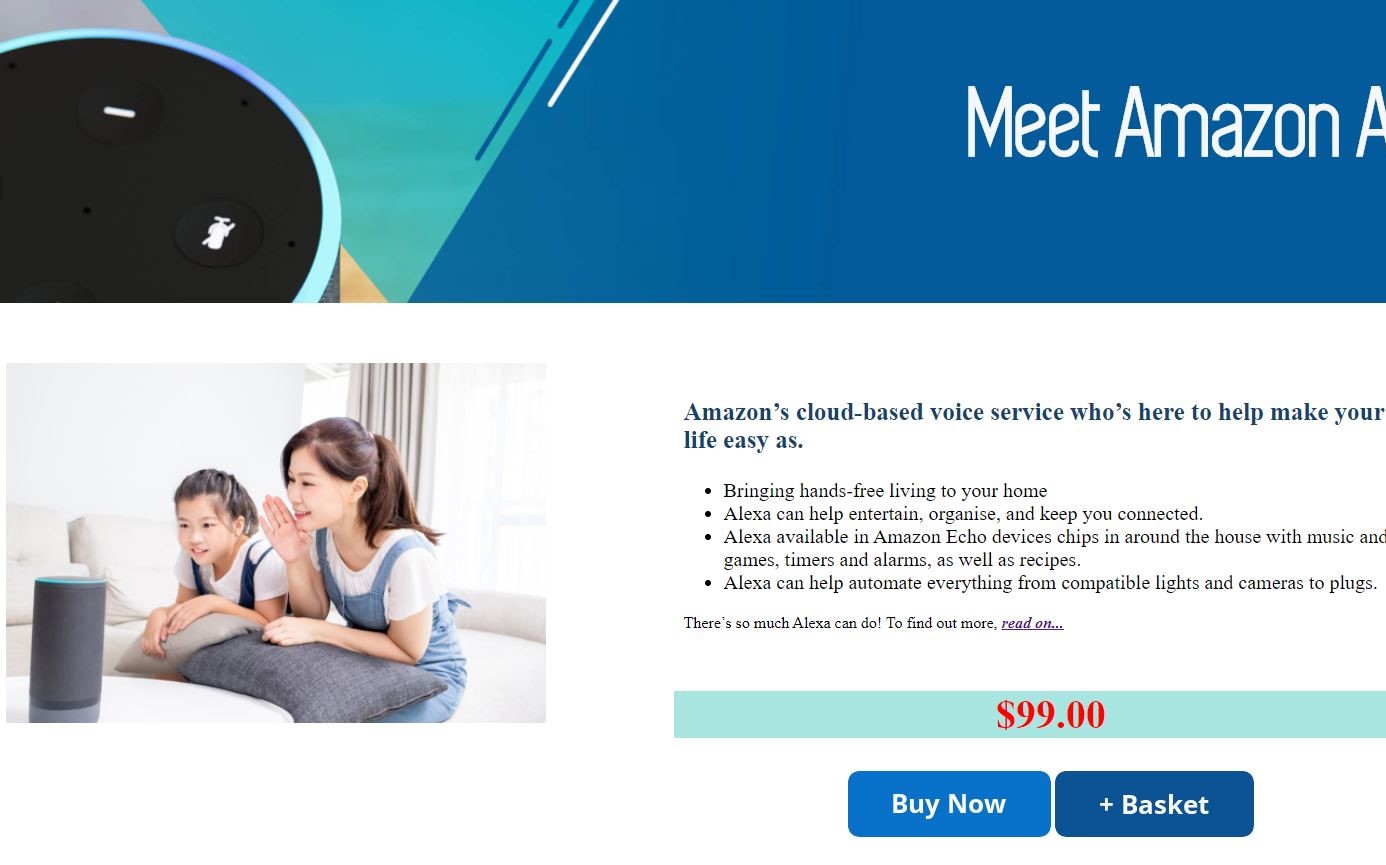 Meet Amazon A
Amazon’s cloud-based voice service who’s here to help make your
life easy as.
• Bringing hands-free living to your home
• Alexa can help entertain, organise, and keep you connected.
• Alexa available in Amazon Echo devices chips in around the house with music and
games, timers and alarms, as well as recipes.
• Alexa can help automate everything from compatible lights and cameras to plugs.
There’s so much Alexa can do! To find out more, read on...
$99.00
Buy Now
+ Basket